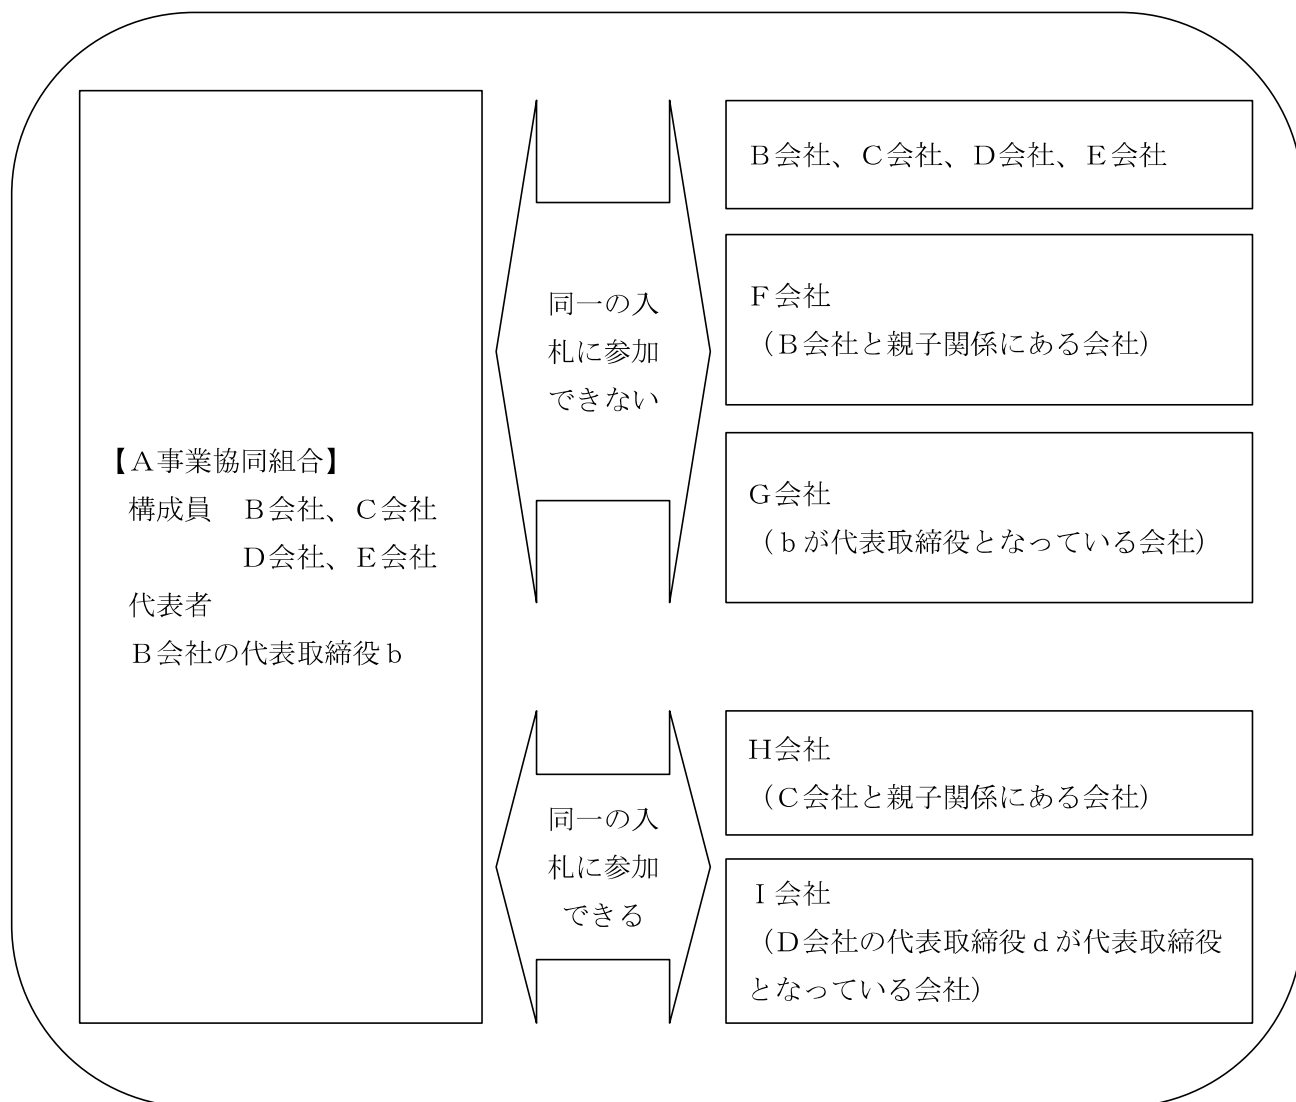 【Ａ事業協同組合】
構成員　Ｂ会社、Ｃ会社
Ｄ会社、Ｅ会社
代表者
Ｂ会社の代表取締役ｂ
同一の入
札に参加
できない
Ｂ会社、Ｃ会社、Ｄ会社、Ｅ会社
Ｆ会社
（Ｂ会社と親子関係にある会社）
Ｇ会社
（ｂが代表取締役となっている会社）
同一の入
札に参加
できる
Ｈ会社
（Ｃ会社と親子関係にある会社）
Ｉ会社
（Ｄ会社の代表取締役ｄが代表取締役
となっている会社）